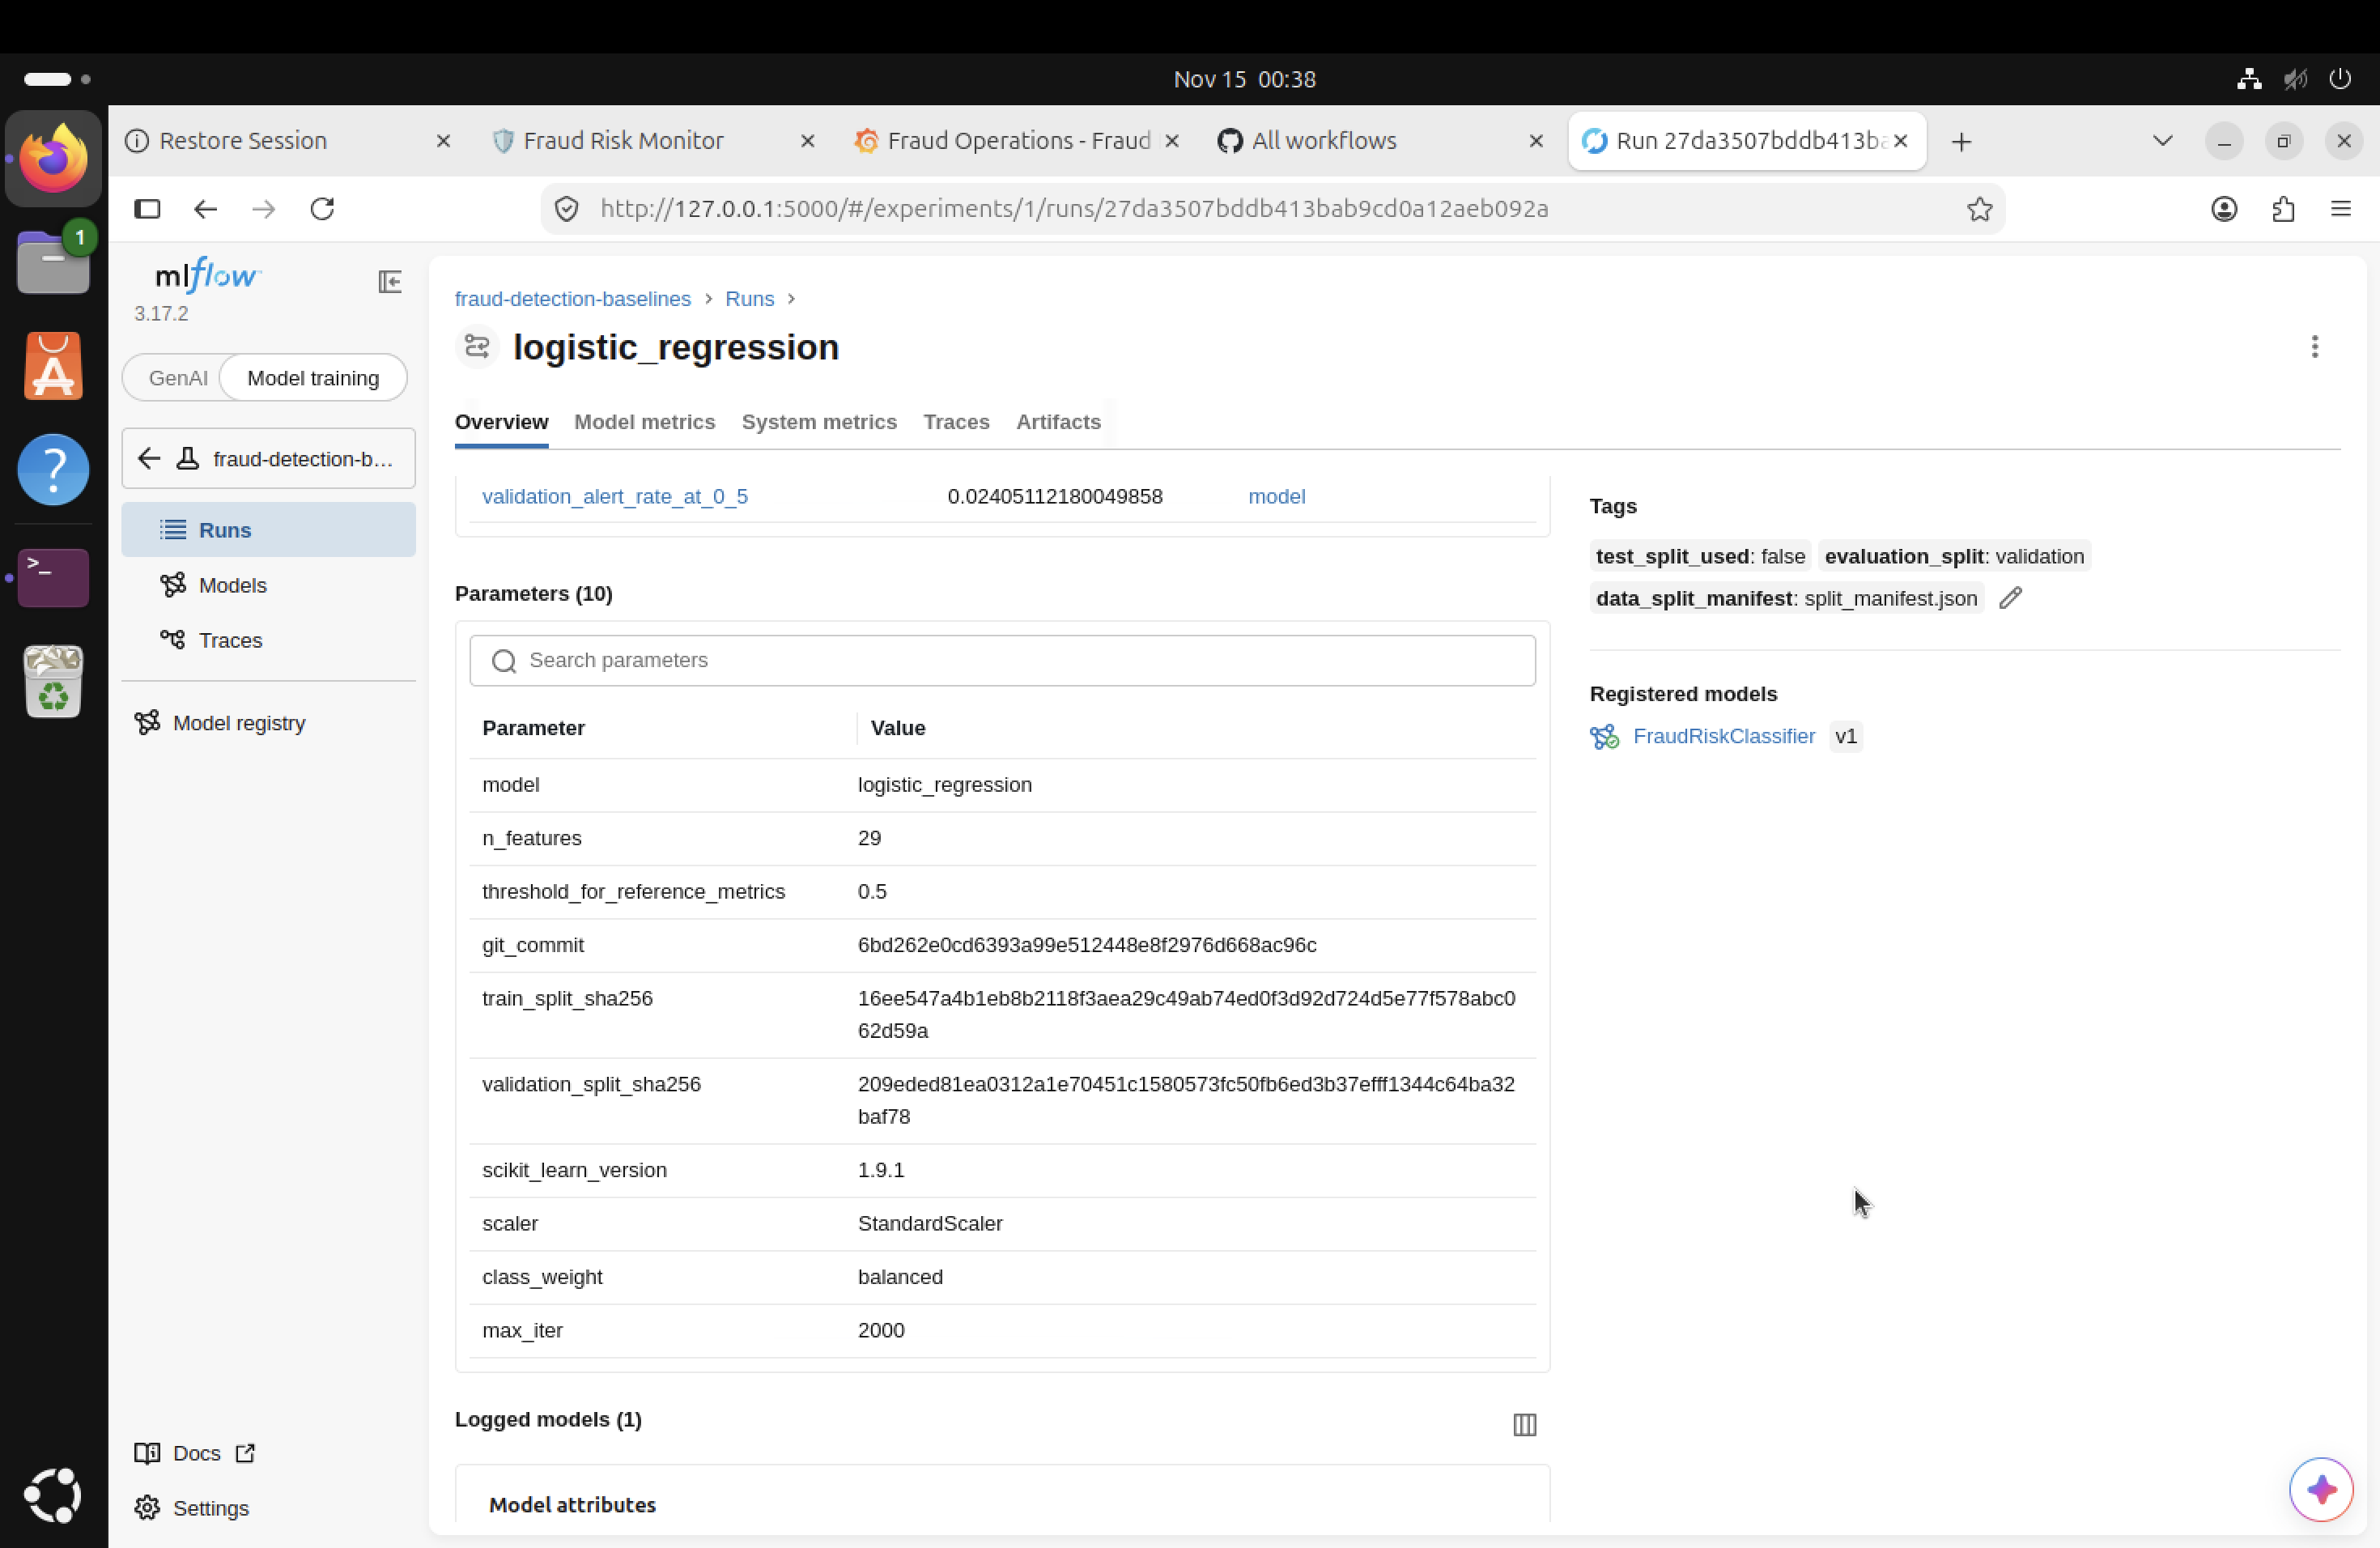 Nov 15 00:38
Restore Session
Fraud Risk Monitor
Fraud Operations - Fraud
All workflows
Run 27da3507bddb413ba
http://127.0.0.1:5000/#/experiments/1/runs/27da3507bddb413bab9cd0a12aeb092a
1
mlflow
3.17.2
GenAI
Model training
fraud-detection-b...
Runs
Models
Traces
Model registry
Docs
Settings
fraud-detection-baselines › Runs ›
logistic_regression
Overview Model metrics System metrics Traces Artifacts
validation_alert_rate_at_0_5 0.02405112180049858 model
Parameters (10)
Search parameters
Parameter Value
model logistic_regression
n_features 29
threshold_for_reference_metrics 0.5
git_commit 6bd262e0cd6393a99e512448e8f2976d668ac96c
train_split_sha256 16ee547a4b1eb8b2118f3aea29c49ab74ed0f3d92d724d5e77f578abc0
62d59a
validation_split_sha256 209eded81ea0312a1e70451c1580573fc50fb6ed3b37efff1344c64ba32
baf78
scikit_learn_version 1.9.1
scaler StandardScaler
class_weight balanced
max_iter 2000
Logged models (1)
Model attributes
Tags
test_split_used: false evaluation_split: validation
data_split_manifest: split_manifest.json
Registered models
FraudRiskClassifier v1